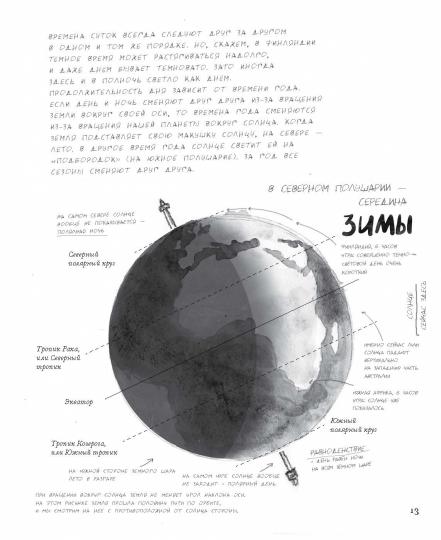 ВРЕМЕНА СУТОК ВСЕГДА СЛЕДУЮТ ДРУГ ЗА ДРУГОМ
В ОДНОМ И ТОМ ЖЕ ПОРЯДКЕ. НО, СКАЖЕМ, В ФИНЛЯНДИИ
ТЕМНОЕ ВРЕМЯ МОЖЕТ РАСТЯГИВАТЬСЯ НАДОЛГО,
И ДАЖЕ ДНЕМ БЫВАЕТ ТЕМНОВАТО. ЗАТО ИНОГДА
ЗДЕСЬ И В ПОЛНОЧЬ СВЕТЛО КАК ДНЕМ.
ПРОДОЛЖИТЕЛЬНОСТЬ ДНЯ ЗАВИСИТ ОТ ВРЕМЕНИ ГОДА.
ЕСЛИ ДЕНЬ И НОЧЬ СМЕНЯЮТ ДРУГ ДРУГА ИЗ-ЗА ВРАЩЕНИЯ
ЗЕМЛИ ВОКРУГ СВОЕЙ ОСИ, ТО ВРЕМЕНА ГОДА СМЕНЯЮТСЯ
ИЗ-ЗА ВРАЩЕНИЯ НАШЕЙ ПЛАНЕТЫ ВОКРУГ СОЛНЦА. КОГДА
ЗЕМЛЯ ПОДСТАВЛЯЕТ СВОЮ МАКУШКУ СОЛНЦУ, НА СЕВЕРЕ –
ЛЕТО. В ДРУГОЕ ВРЕМЯ ГОДА СОЛНЦЕ СВЕТИТ ЕЙ НА
«ПОДБОРОДОК» (НА ЮЖНОЕ ПОЛУШАРИЕ). ЗА ГОД ВСЕ
СЕЗОНЫ СМЕНЯЮТ ДРУГ ДРУГА.
В СЕВЕРНОМ ПОЛУШАРИИ –
СЕРЕДИНА
ЗИМЫ
НА САМОМ СЕВЕРЕ СОЛНЦЕ
ВООБЩЕ НЕ ПОКАЗЫВАЕТСЯ –
ПОЛЯРНАЯ НОЧЬ
Северный
полярный круг
ФИНЛЯНДИЯ, 8 ЧАСОВ
УТРА: СОВЕРШЕННО ТЕМНО –
СВЕТОВОЙ ДЕНЬ ОЧЕНЬ
КОРОТКИЙ
СОЛНЦЕ
СЕЙЧАС ЗДЕСЬ
Тропик Рака,
или Северный
тропик
ИМЕННО СЕЙЧАС ЛУЧИ
СОЛНЦА ПАДАЮТ
ВЕРТИКАЛЬНО
НА ЗАПАДНУЮ ЧАСТЬ
АВСТРАЛИИ
Экватор
ЮЖНАЯ АФРИКА, 8 ЧАСОВ
УТРА: СОЛНЦЕ УЖЕ
ПОКАЗАЛОСЬ
Южный
полярный круг
Тропик Козерога,
или Южный тропик
РАВНОДЕНСТВИЕ
– ДЕНЬ РАВЕН НОЧИ
НА ВСЕМ ЗЕМНОМ ШАРЕ
НА ЮЖНОЙ СТОРОНЕ ЗЕМНОГО ШАРА
ЛЕТО В РАЗГАРЕ
НА САМОМ ЮГЕ СОЛНЦЕ ВООБЩЕ
НЕ ЗАХОДИТ – ПОЛЯРНЫЙ ДЕНЬ
ПРИ ВРАЩЕНИИ ВОКРУГ СОЛНЦА ЗЕМЛЯ НЕ МЕНЯЕТ УГОЛ НАКЛОНА ОСИ.
НА ЭТОМ РИСУНКЕ ЗЕМЛЯ ПРОШЛА ПОЛОВИНУ ПУТИ ПО ОРБИТЕ,
И МЫ СМОТРИМ НА НЕЕ С ПРОТИВОПОЛОЖНОЙ ОТ СОЛНЦА СТОРОНЫ.
13